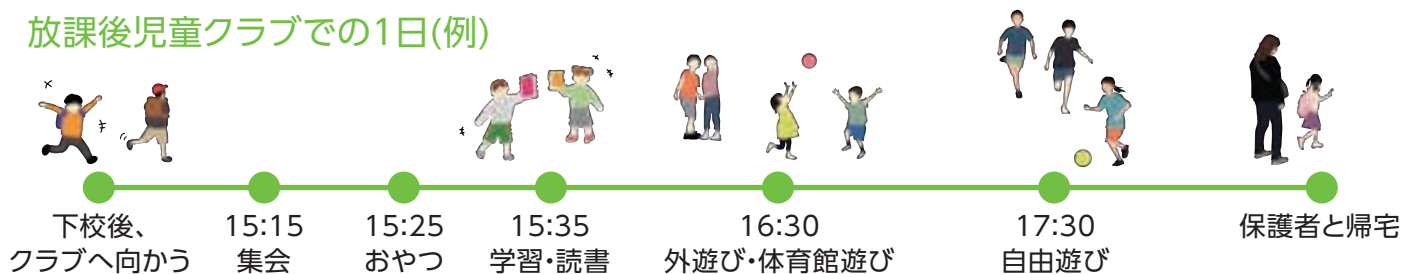 放課後児童クラブでの1日(例)
下校後、
クラブへ向かう
15:15
集会
15:25
おやつ
15:35
学習・読書
16:30
外遊び・体育館遊び
17:30
自由遊び
保護者と帰宅